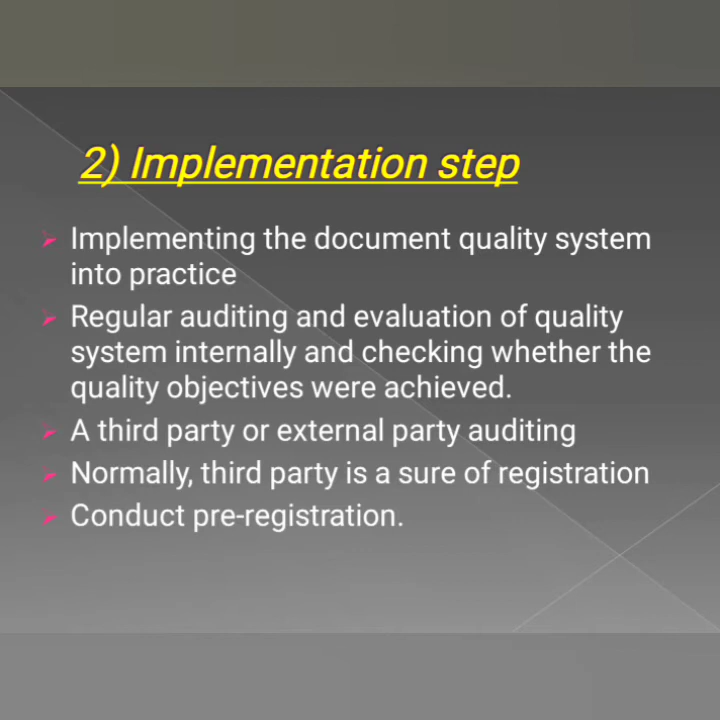 2) Implementation step
Implementing the document quality system
into practice
Regular auditing and evaluation of quality
system internally and checking whether the
quality objectives were achieved.
A third party or external party auditing
Normally, third party is a sure of registration
Conduct pre-registration.